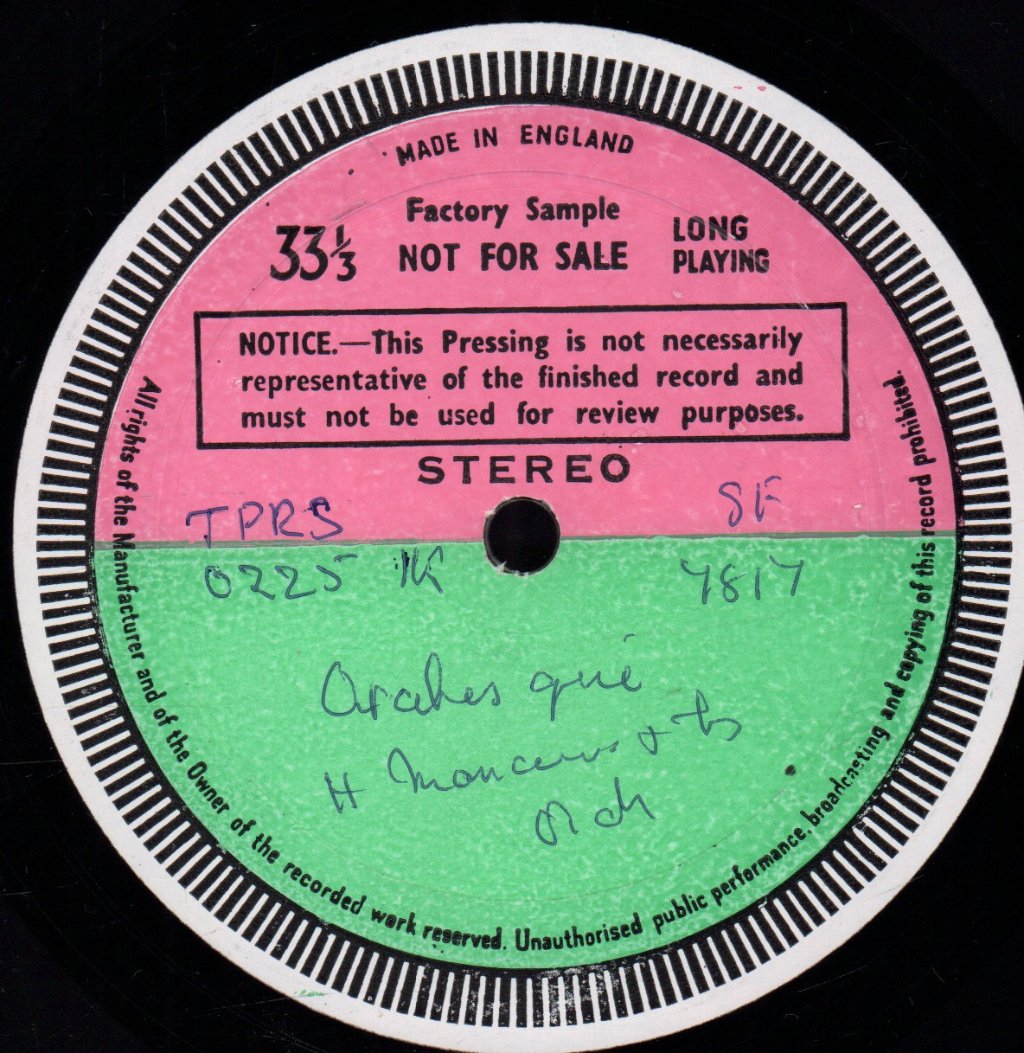 MADE IN ENGLAND
Factory Sample
33⅓ NOT FOR SALE LONG PLAYING
NOTICE.—This Pressing is not necessarily
representative of the finished record and
must not be used for review purposes.
STEREO
TPRS SF
0225 1K 7817
H &
Orch
All rights of the Manufacturer and of the Owner of the recorded work reserved. Unauthorised public performance, broadcasting and copying of this record prohibited.